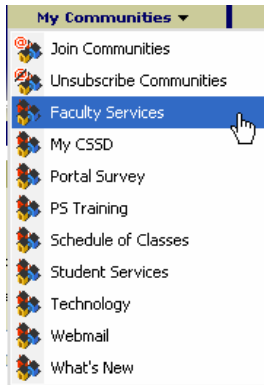 My Communities ▼
Join Communities
Unsubscribe Communities
Faculty Services
My CSSD
Portal Survey
PS Training
Schedule of Classes
Student Services
Technology
Webmail
What's New